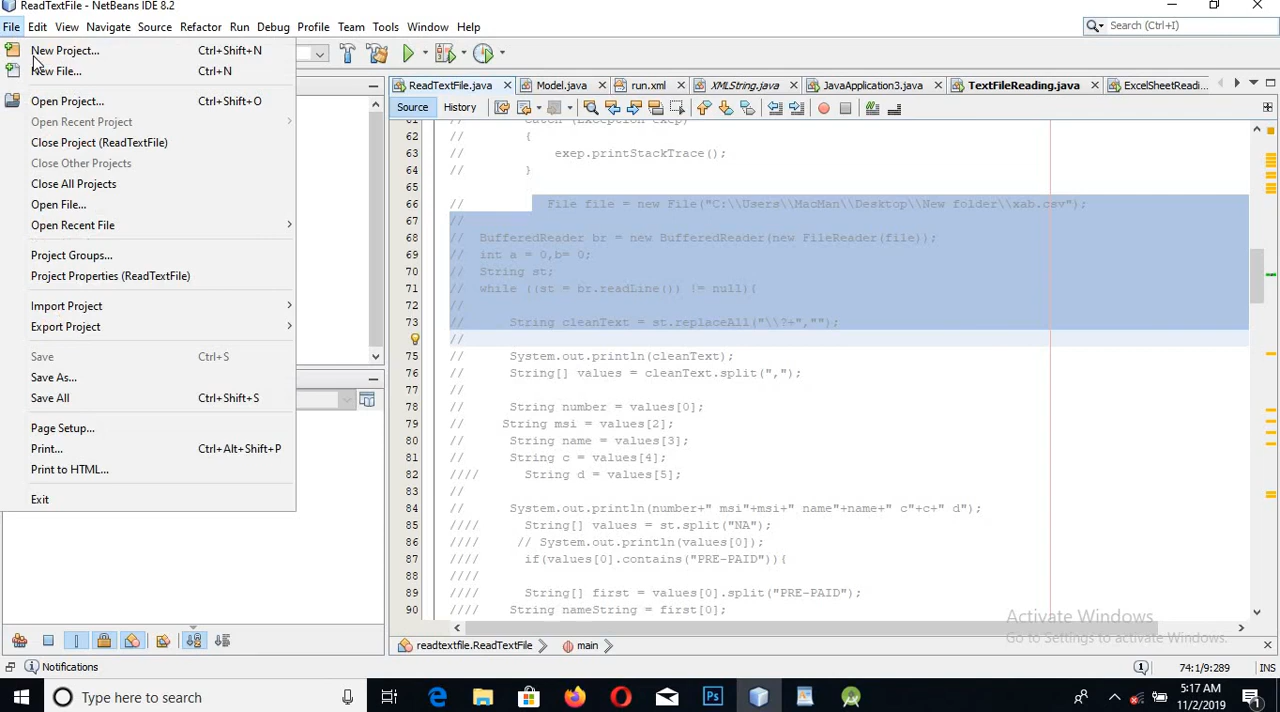 ReadTextFile - NetBeans IDE 8.2
File Edit View Navigate Source Refactor Run Debug Profile Team Tools Window Help
Search (Ctrl+I)
New Project... Ctrl+Shift+N
New File... Ctrl+N
Open Project... Ctrl+Shift+O
Open Recent Project
Close Project (ReadTextFile)
Close Other Projects
Close All Projects
Open File...
Open Recent File
Project Groups...
Project Properties (ReadTextFile)
Import Project
Export Project
Save Ctrl+S
Save As...
Save All Ctrl+Shift+S
Page Setup...
Print... Ctrl+Alt+Shift+P
Print to HTML...
Exit
ReadTextFile.java Model.java run.xml XMLString.java JavaApplication3.java TextFileReading.java ExcelSheetReadi...
Source History
61 // catch (Exception exep)
62 // {
63 // exep.printStackTrace();
64 // }
65
66 // File file = new File("C:\\Users\\MacMan\\Desktop\\New folder\\xab.csv");
67 //
68 // BufferedReader br = new BufferedReader(new FileReader(file));
69 // int a = 0,b= 0;
70 // String st;
71 // while ((st = br.readLine()) != null){
72 //
73 // String cleanText = st.replaceAll("\\?+","");
//
75 // System.out.println(cleanText);
76 // String[] values = cleanText.split(",");
77 //
78 // String number = values[0];
79 // String msi = values[2];
80 // String name = values[3];
81 // String c = values[4];
82 //// String d = values[5];
83 //
84 // System.out.println(number+" msi"+msi+" name"+name+" c"+c+" d");
85 //// String[] values = st.split("NA");
86 //// // System.out.println(values[0]);
87 //// if(values[0].contains("PRE-PAID")){
88 ////
89 //// String[] first = values[0].split("PRE-PAID");
90 //// String nameString = first[0];
Activate Windows
Go to Settings to activate Windows.
readtextfile.ReadTextFile main
Notifications
74:1/9:289 INS
Type here to search
5:17 AM
11/2/2019